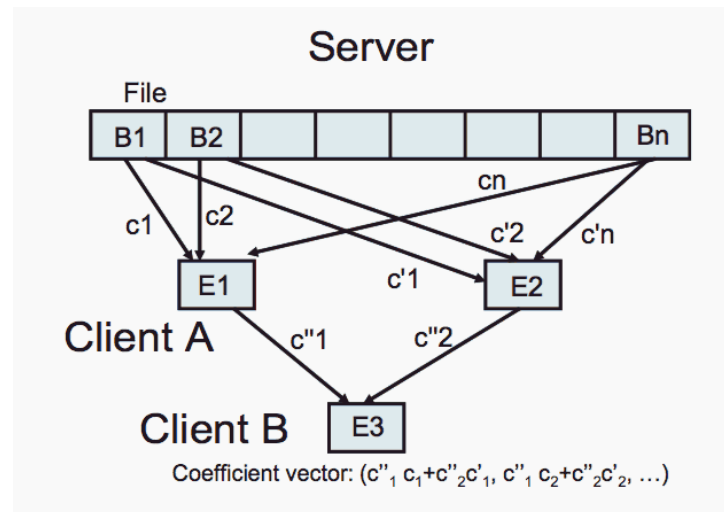 Server
File
B1 B2 Bn
cn
c1 c2 c'2 c'n
c'1
E1 E2
Client A c"1 c"2
Client B E3
Coefficient vector: (c"₁ c₁+c"₂c'₁, c"₁ c₂+c"₂c'₂, …)